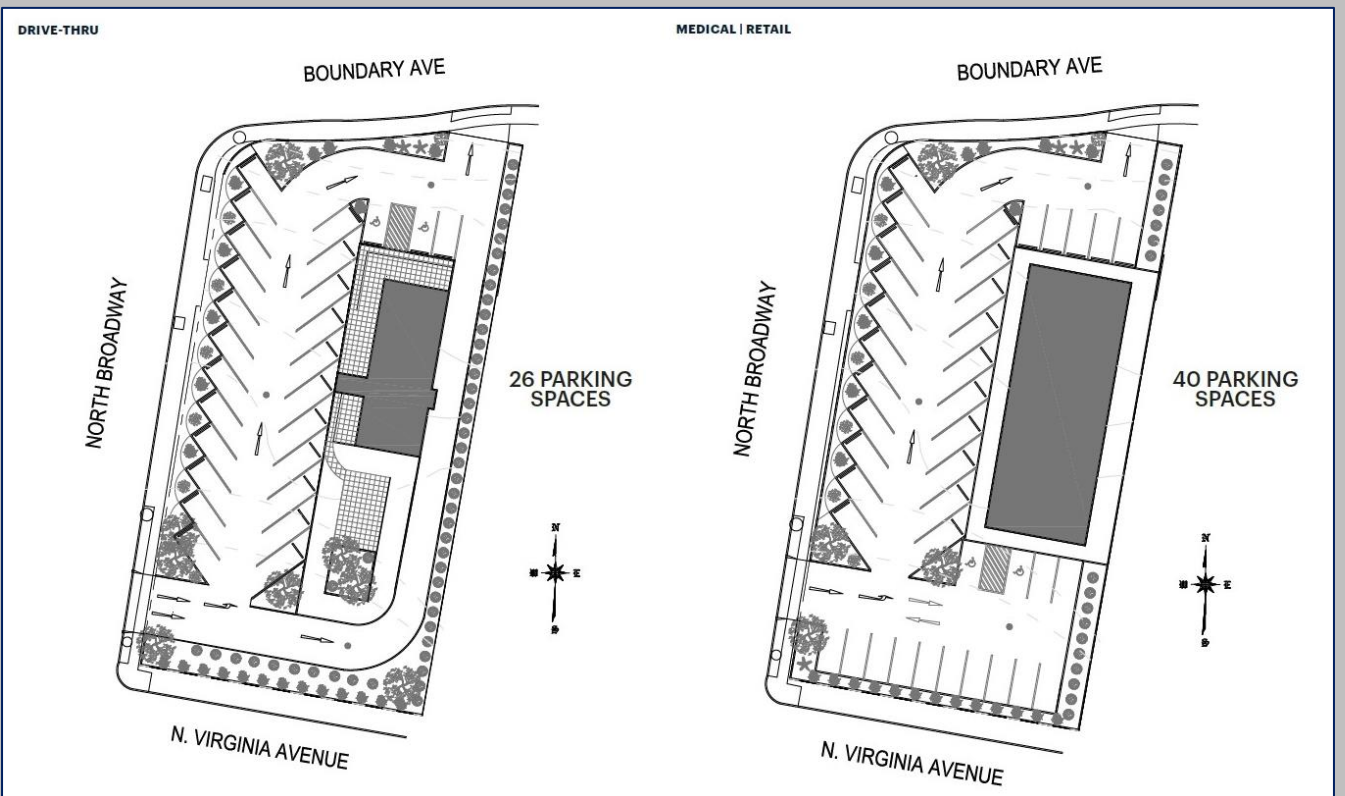 DRIVE-THRU
BOUNDARY AVE
NORTH BROADWAY
26 PARKING
SPACES
N
E
N. VIRGINIA AVENUE
MEDICAL | RETAIL
BOUNDARY AVE
NORTH BROADWAY
40 PARKING
SPACES
N
E
N. VIRGINIA AVENUE